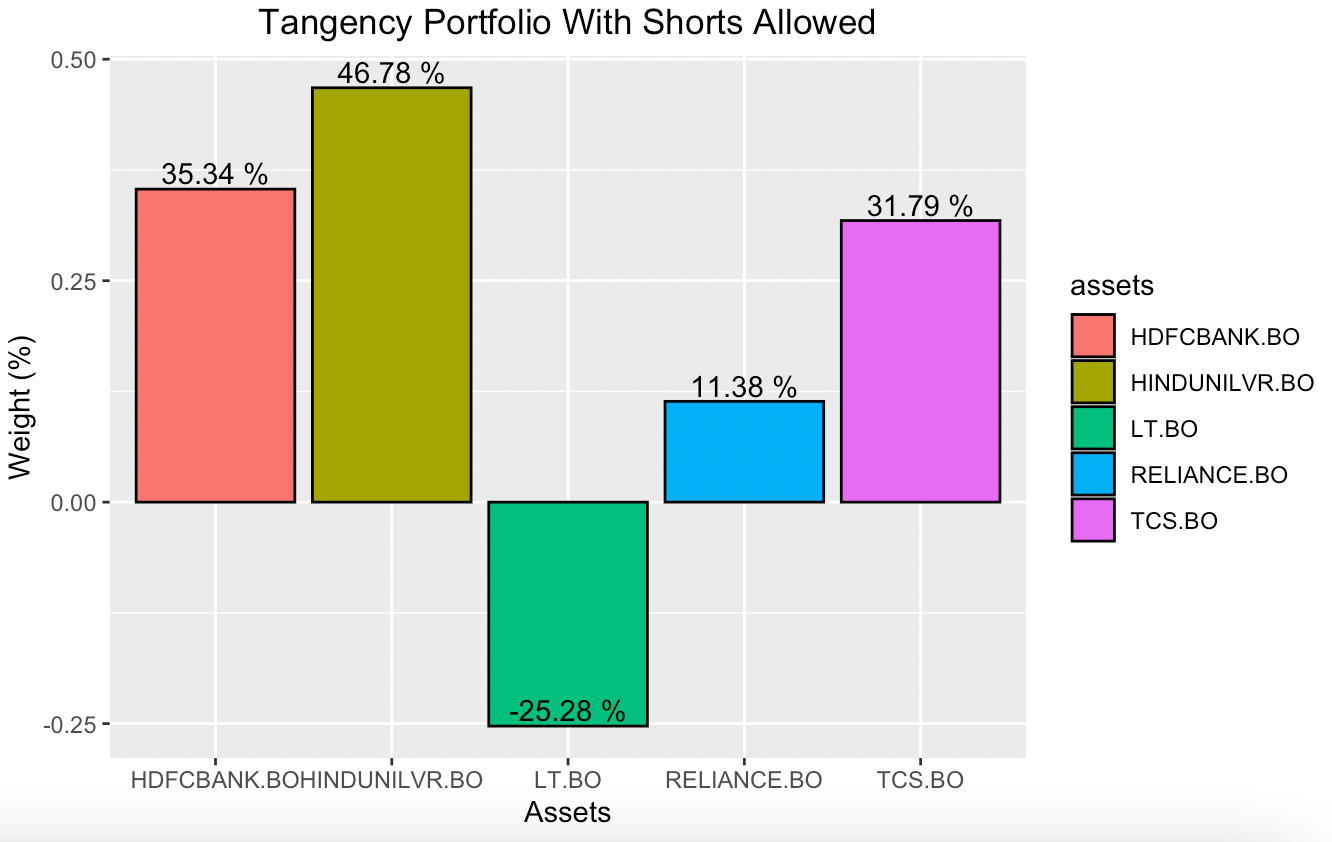 Tangency Portfolio With Shorts Allowed
0.50
46.78 %
35.34 %
31.79 %
0.25
11.38 %
0.00
-25.28 %
-0.25
Weight (%)
HDFCBANK.BO
HINDUNILVR.BO
LT.BO
RELIANCE.BO
TCS.BO
Assets
assets
HDFCBANK.BO
HINDUNILVR.BO
LT.BO
RELIANCE.BO
TCS.BO